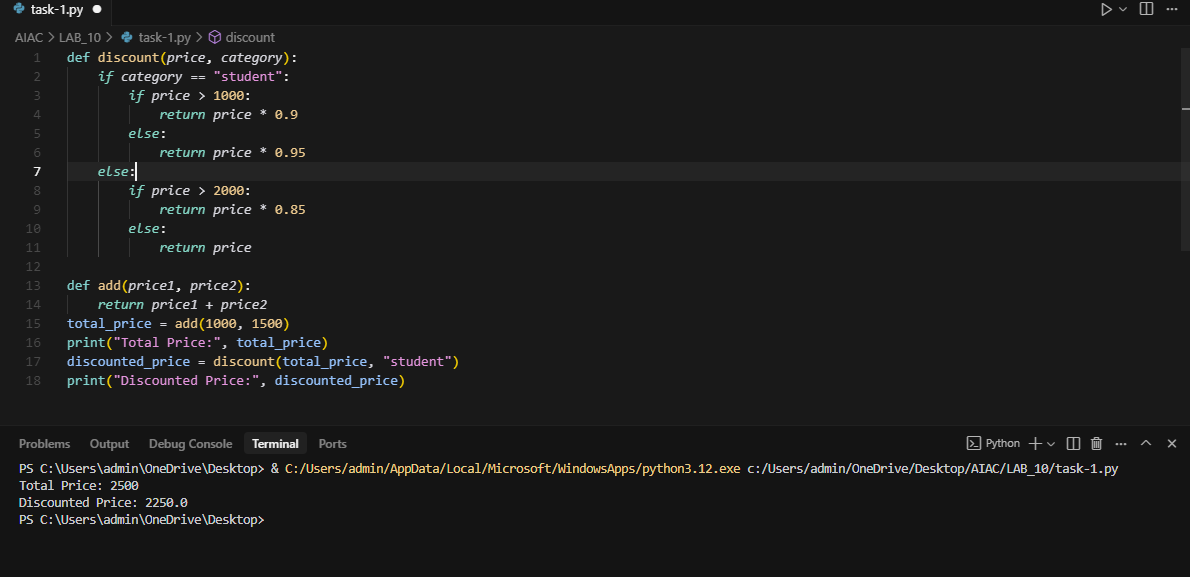 task-1.py
AIAC > LAB_10 > task-1.py > discount
1 def discount(price, category):
2     if category == "student":
3         if price > 1000:
4             return price * 0.9
5         else:
6             return price * 0.95
7     else:
8         if price > 2000:
9             return price * 0.85
10         else:
11             return price
12
13 def add(price1, price2):
14     return price1 + price2
15 total_price = add(1000, 1500)
16 print("Total Price:", total_price)
17 discounted_price = discount(total_price, "student")
18 print("Discounted Price:", discounted_price)
Problems Output Debug Console Terminal Ports Python
PS C:\Users\admin\OneDrive\Desktop> & C:/Users/admin/AppData/Local/Microsoft/WindowsApps/python3.12.exe c:/Users/admin/OneDrive/Desktop/AIAC/LAB_10/task-1.py
Total Price: 2500
Discounted Price: 2250.0
PS C:\Users\admin\OneDrive\Desktop>